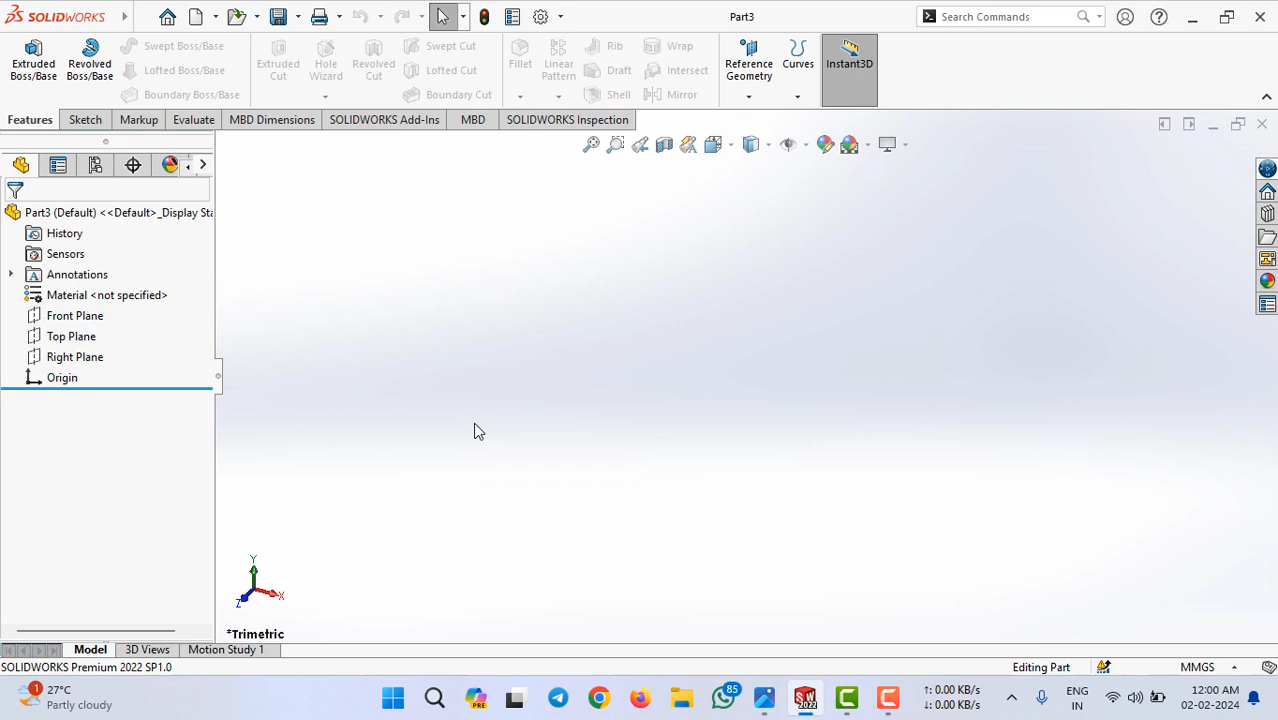 SOLIDWORKS
Part3
Search Commands
Extruded Boss/Base
Revolved Boss/Base
Swept Boss/Base
Lofted Boss/Base
Boundary Boss/Base
Extruded Cut
Hole Wizard
Revolved Cut
Swept Cut
Lofted Cut
Boundary Cut
Fillet
Linear Pattern
Rib
Draft
Shell
Wrap
Intersect
Mirror
Reference Geometry
Curves
Instant3D
Features
Sketch
Markup
Evaluate
MBD Dimensions
SOLIDWORKS Add-Ins
MBD
SOLIDWORKS Inspection
Part3 (Default) <<Default>_Display Sta
History
Sensors
Annotations
Material <not specified>
Front Plane
Top Plane
Right Plane
Origin
Y
X
Z
*Trimetric
Model
3D Views
Motion Study 1
SOLIDWORKS Premium 2022 SP1.0
Editing Part
MMGS
1
27°C
Partly cloudy
PRE
85
SW
2022
↑: 0.00 KB/s
↓: 0.00 KB/s
ENG
IN
12:00 AM
02-02-2024